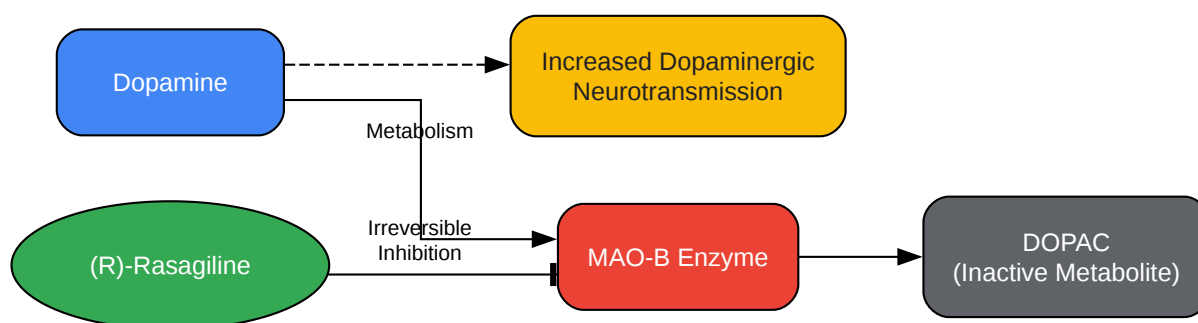 Dopamine
Increased Dopaminergic
Neurotransmission
Metabolism
Irreversible
Inhibition
(R)-Rasagiline
MAO-B Enzyme
DOPAC
(Inactive Metabolite)